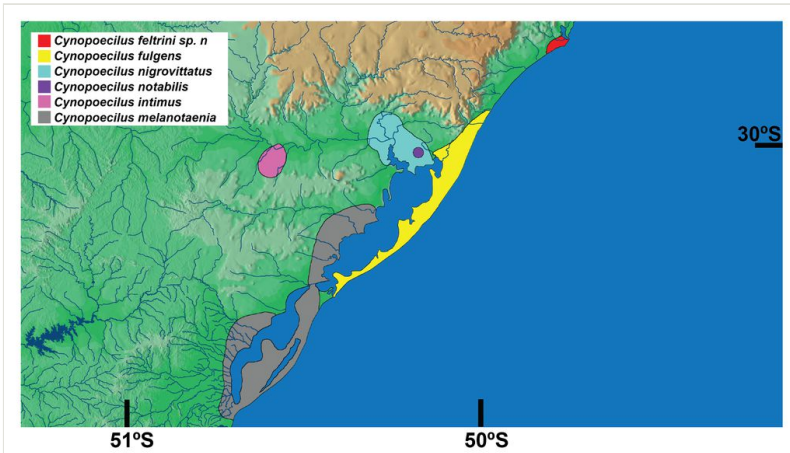 Cynopoecilus feltrini sp. n
Cynopoecilus fulgens
Cynopoecilus nigrovittatus
Cynopoecilus notabilis
Cynopoecilus intimus
Cynopoecilus melanotaenia
30ºS
51ºS
50ºS